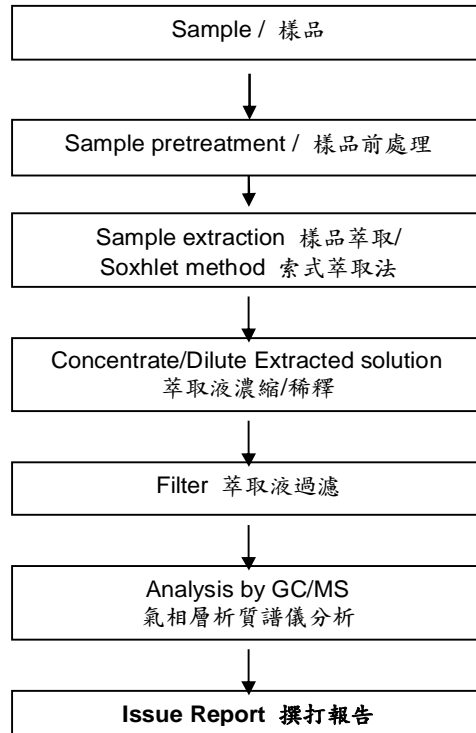 Sample / 樣品
Sample pretreatment / 樣品前處理
Sample extraction 樣品萃取/
Soxhlet method 索式萃取法
Concentrate/Dilute Extracted solution
萃取液濃縮/稀釋
Filter 萃取液過濾
Analysis by GC/MS
氣相層析質譜儀分析
Issue Report 撰打報告